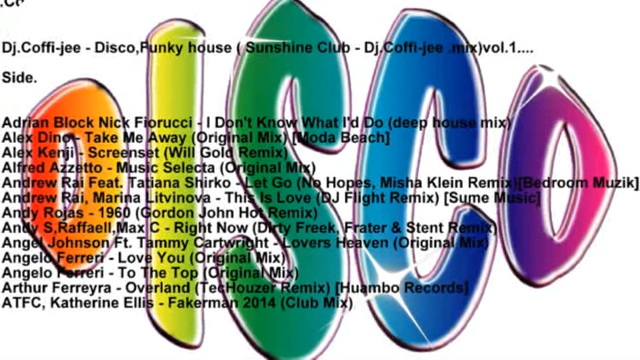 Dj.Coffi-jee - Disco,Funky house ( Sunshine Club - Dj.Coffi-jee .mix)vol.1....
Side.
DISCO
Adrian Block Nick Fiorucci - I Don't Know What I'd Do (deep house mix)
Alex Dino - Take Me Away (Original Mix) [Moda Beach]
Alex Kenji - Screenset (Will Gold Remix)
Alfred Azzetto - Music Selecta (Original Mix)
Andrew Rai Feat. Tatiana Shirko - Let Go (No Hopes, Misha Klein Remix)[Bedroom Muzik]
Andrew Rai, Marina Litvinova - This Is Love (DJ Flight Remix) [Sume Music]
Andy Rojas - 1960 (Gordon John Hot Remix)
Andy S,Raffaell,Max C - Right Now (Dirty Freek, Frater & Stent Remix)
Angel Johnson Ft. Tammy Cartwright - Lovers Heaven (Original Mix)
Angelo Ferreri - Love You (Original Mix)
Angelo Ferreri - To The Top (Original Mix)
Arthur Ferreyra - Overland (TecHouzer Remix) [Huambo Records]
ATFC, Katherine Ellis - Fakerman 2014 (Club Mix)